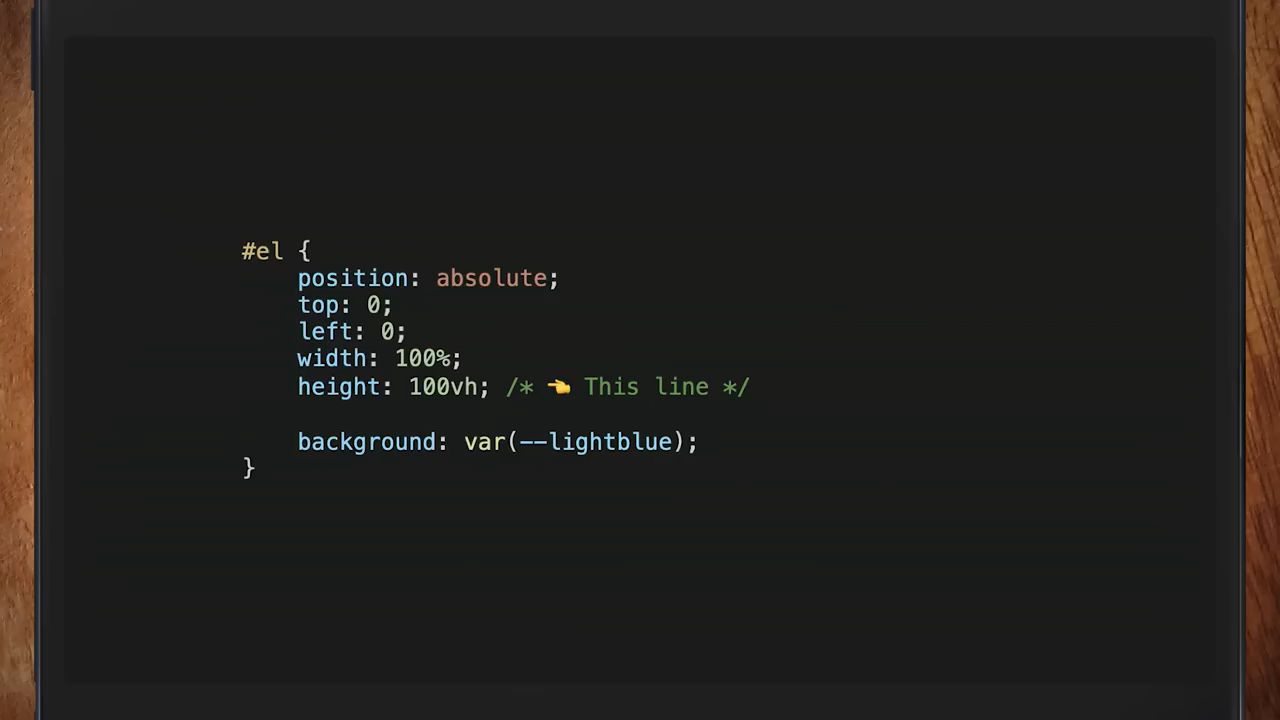 #el {
position: absolute;
top: 0;
left: 0;
width: 100%;
height: 100vh; /* 👈 This line */
background: var(--lightblue);
}